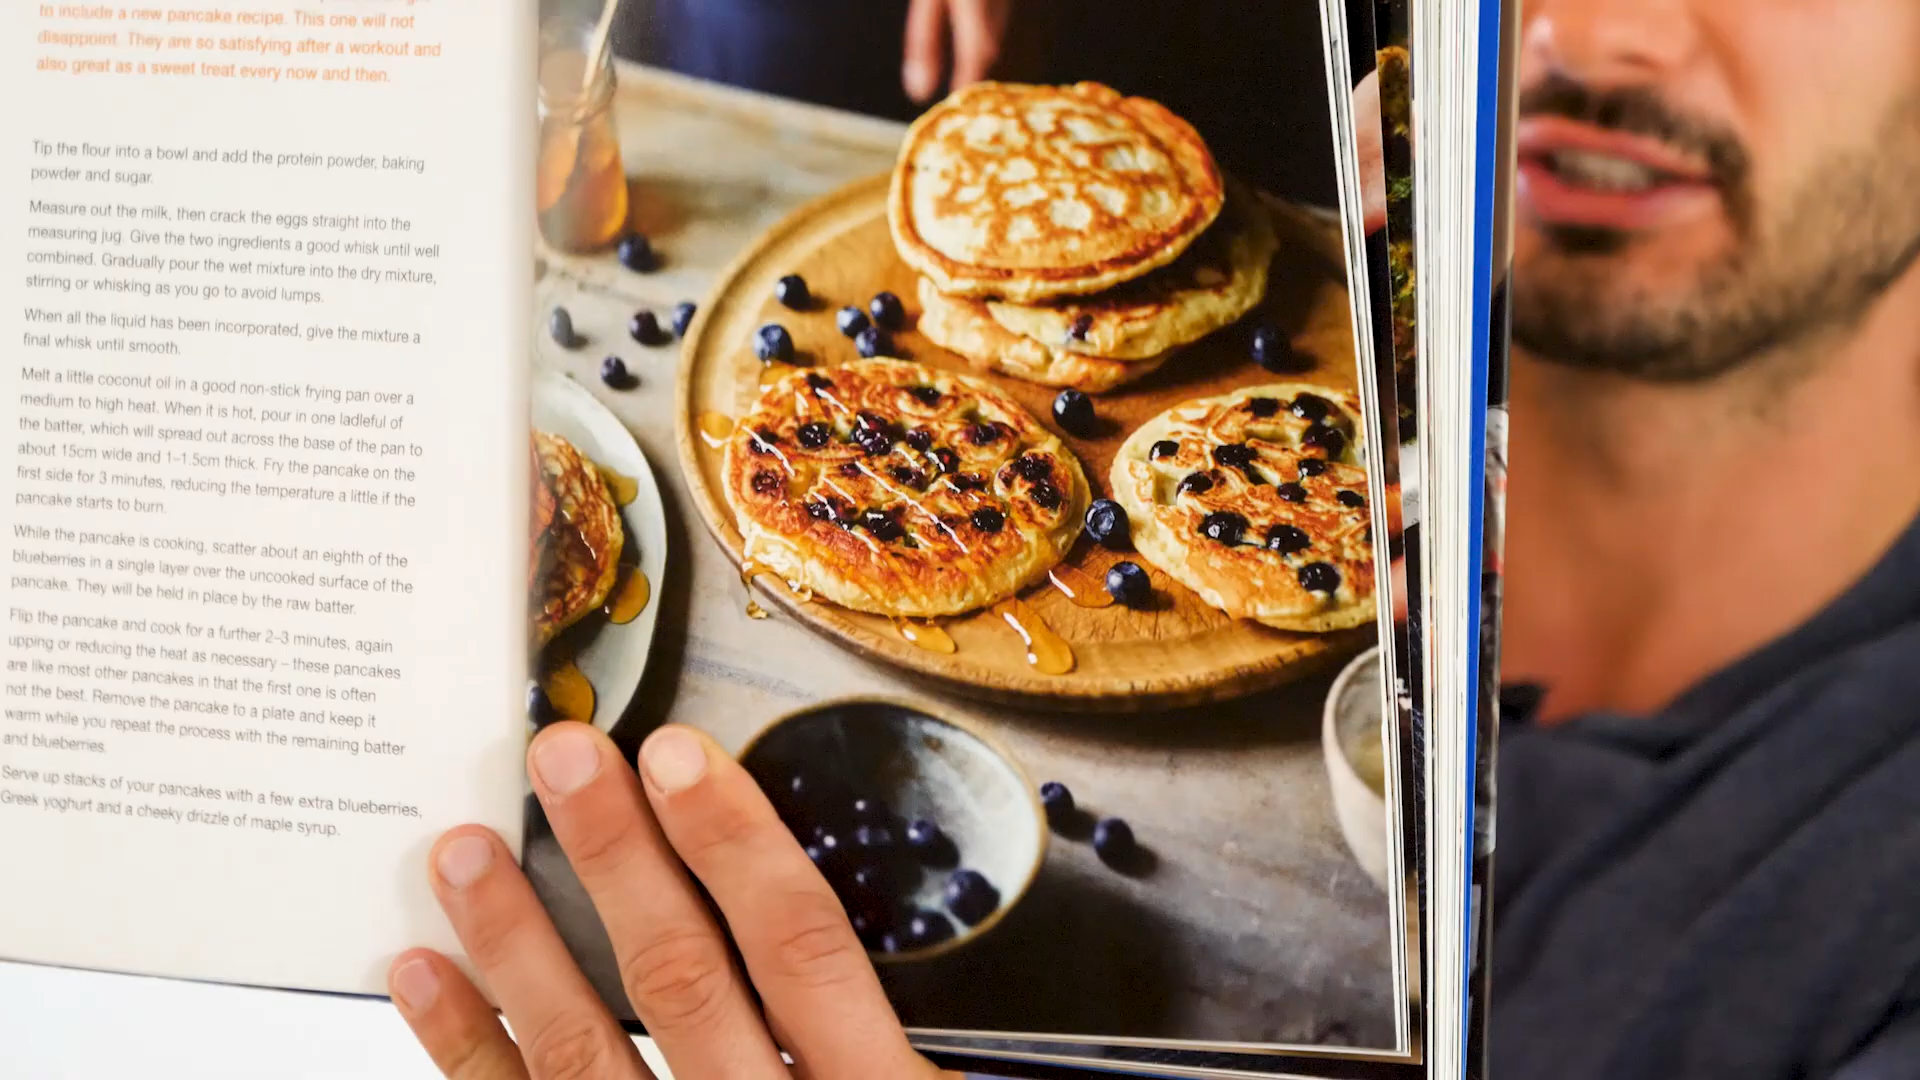 to include a new pancake recipe. This one will not
disappoint. They are so satisfying after a workout and
also great as a sweet treat every now and then.
Tip the flour into a bowl and add the protein powder, baking
powder and sugar.
Measure out the milk, then crack the eggs straight into the
measuring jug. Give the two ingredients a good whisk until well
combined. Gradually pour the wet mixture into the dry mixture,
stirring or whisking as you go to avoid lumps.
When all the liquid has been incorporated, give the mixture a
final whisk until smooth.
Melt a little coconut oil in a good non-stick frying pan over a
medium to high heat. When it is hot, pour in one ladleful of
the batter, which will spread out across the base of the pan to
about 15cm wide and 1–1.5cm thick. Fry the pancake on the
first side for 3 minutes, reducing the temperature a little if the
pancake starts to burn.
While the pancake is cooking, scatter about an eighth of the
blueberries in a single layer over the uncooked surface of the
pancake. They will be held in place by the raw batter.
Flip the pancake and cook for a further 2–3 minutes, again
upping or reducing the heat as necessary – these pancakes
are like most other pancakes in that the first one is often
not the best. Remove the pancake to a plate and keep it
warm while you repeat the process with the remaining batter
and blueberries.
Serve up stacks of your pancakes with a few extra blueberries,
Greek yoghurt and a cheeky drizzle of maple syrup.